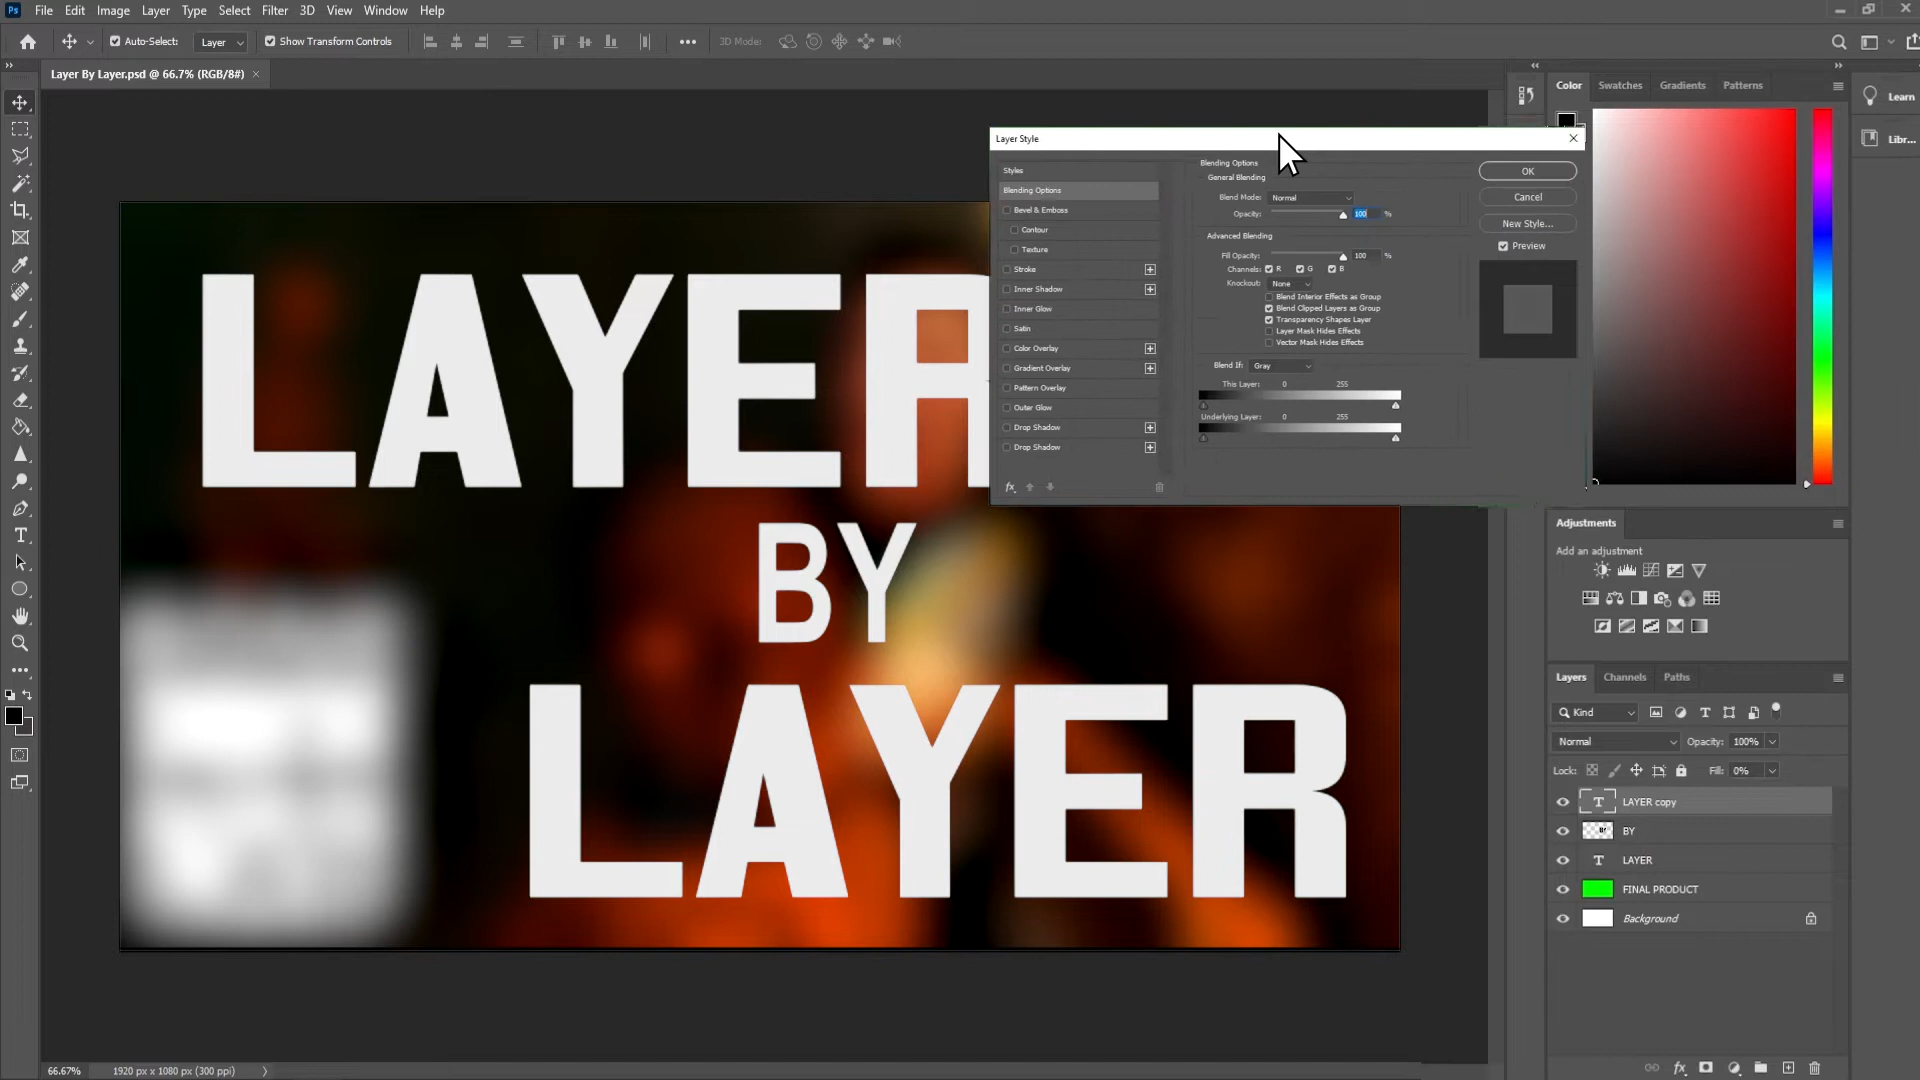 Ps File Edit Image Layer Type Select Filter 3D View Window Help
Auto-Select: Layer Show Transform Controls 3D Mode:
Layer By Layer.psd @ 66.7% (RGB/8#) ×
Color Swatches Gradients Patterns
Learn
Libr...
Layer Style
Styles
Blending Options
Bevel & Emboss
Contour
Texture
Stroke
Inner Shadow
Inner Glow
Satin
Color Overlay
Gradient Overlay
Pattern Overlay
Outer Glow
Drop Shadow
Drop Shadow
fx
Blending Options
General Blending
Blend Mode: Normal
Opacity: 100 %
Advanced Blending
Fill Opacity: 100 %
Channels: R G B
Knockout: None
Blend Interior Effects as Group
Blend Clipped Layers as Group
Transparency Shapes Layer
Layer Mask Hides Effects
Vector Mask Hides Effects
Blend If: Gray
This Layer: 0 255
Underlying Layer: 0 255
OK
Cancel
New Style...
Preview
LAYER
BY
LAYER
Adjustments
Add an adjustment
Layers Channels Paths
Kind
Normal Opacity: 100%
Lock: Fill: 0%
T LAYER copy
BY
T LAYER
FINAL PRODUCT
Background
fx
66.67% 1920 px x 1080 px (300 ppi)